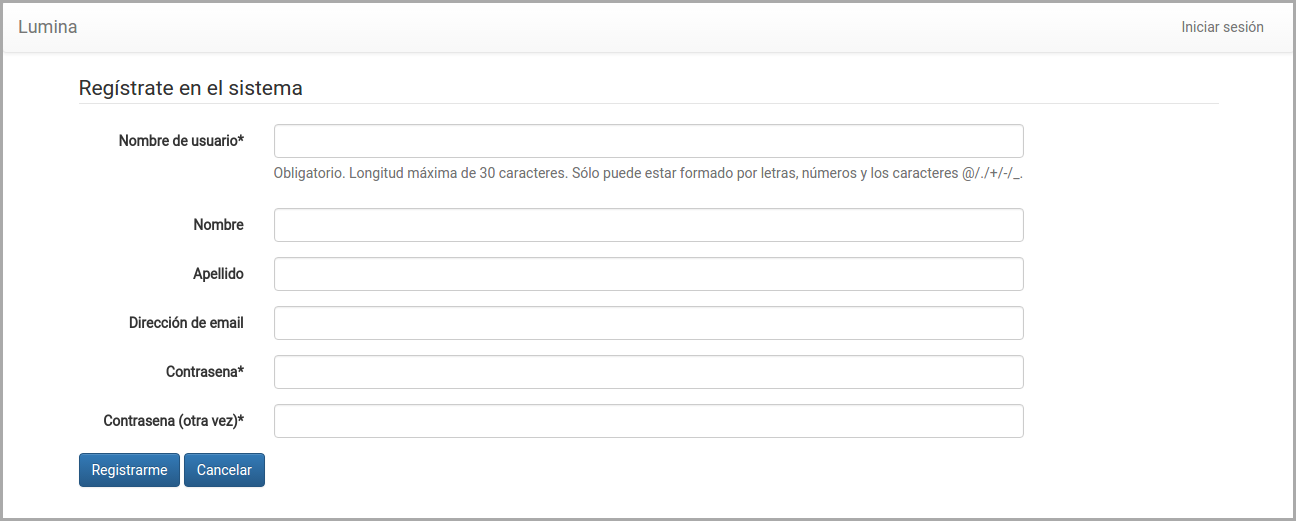 Lumina
Iniciar sesión
Regístrate en el sistema
Nombre de usuario*
Obligatorio. Longitud máxima de 30 caracteres. Sólo puede estar formado por letras, números y los caracteres @/./+/-/_.
Nombre
Apellido
Dirección de email
Contrasena*
Contrasena (otra vez)*
Registrarme
Cancelar